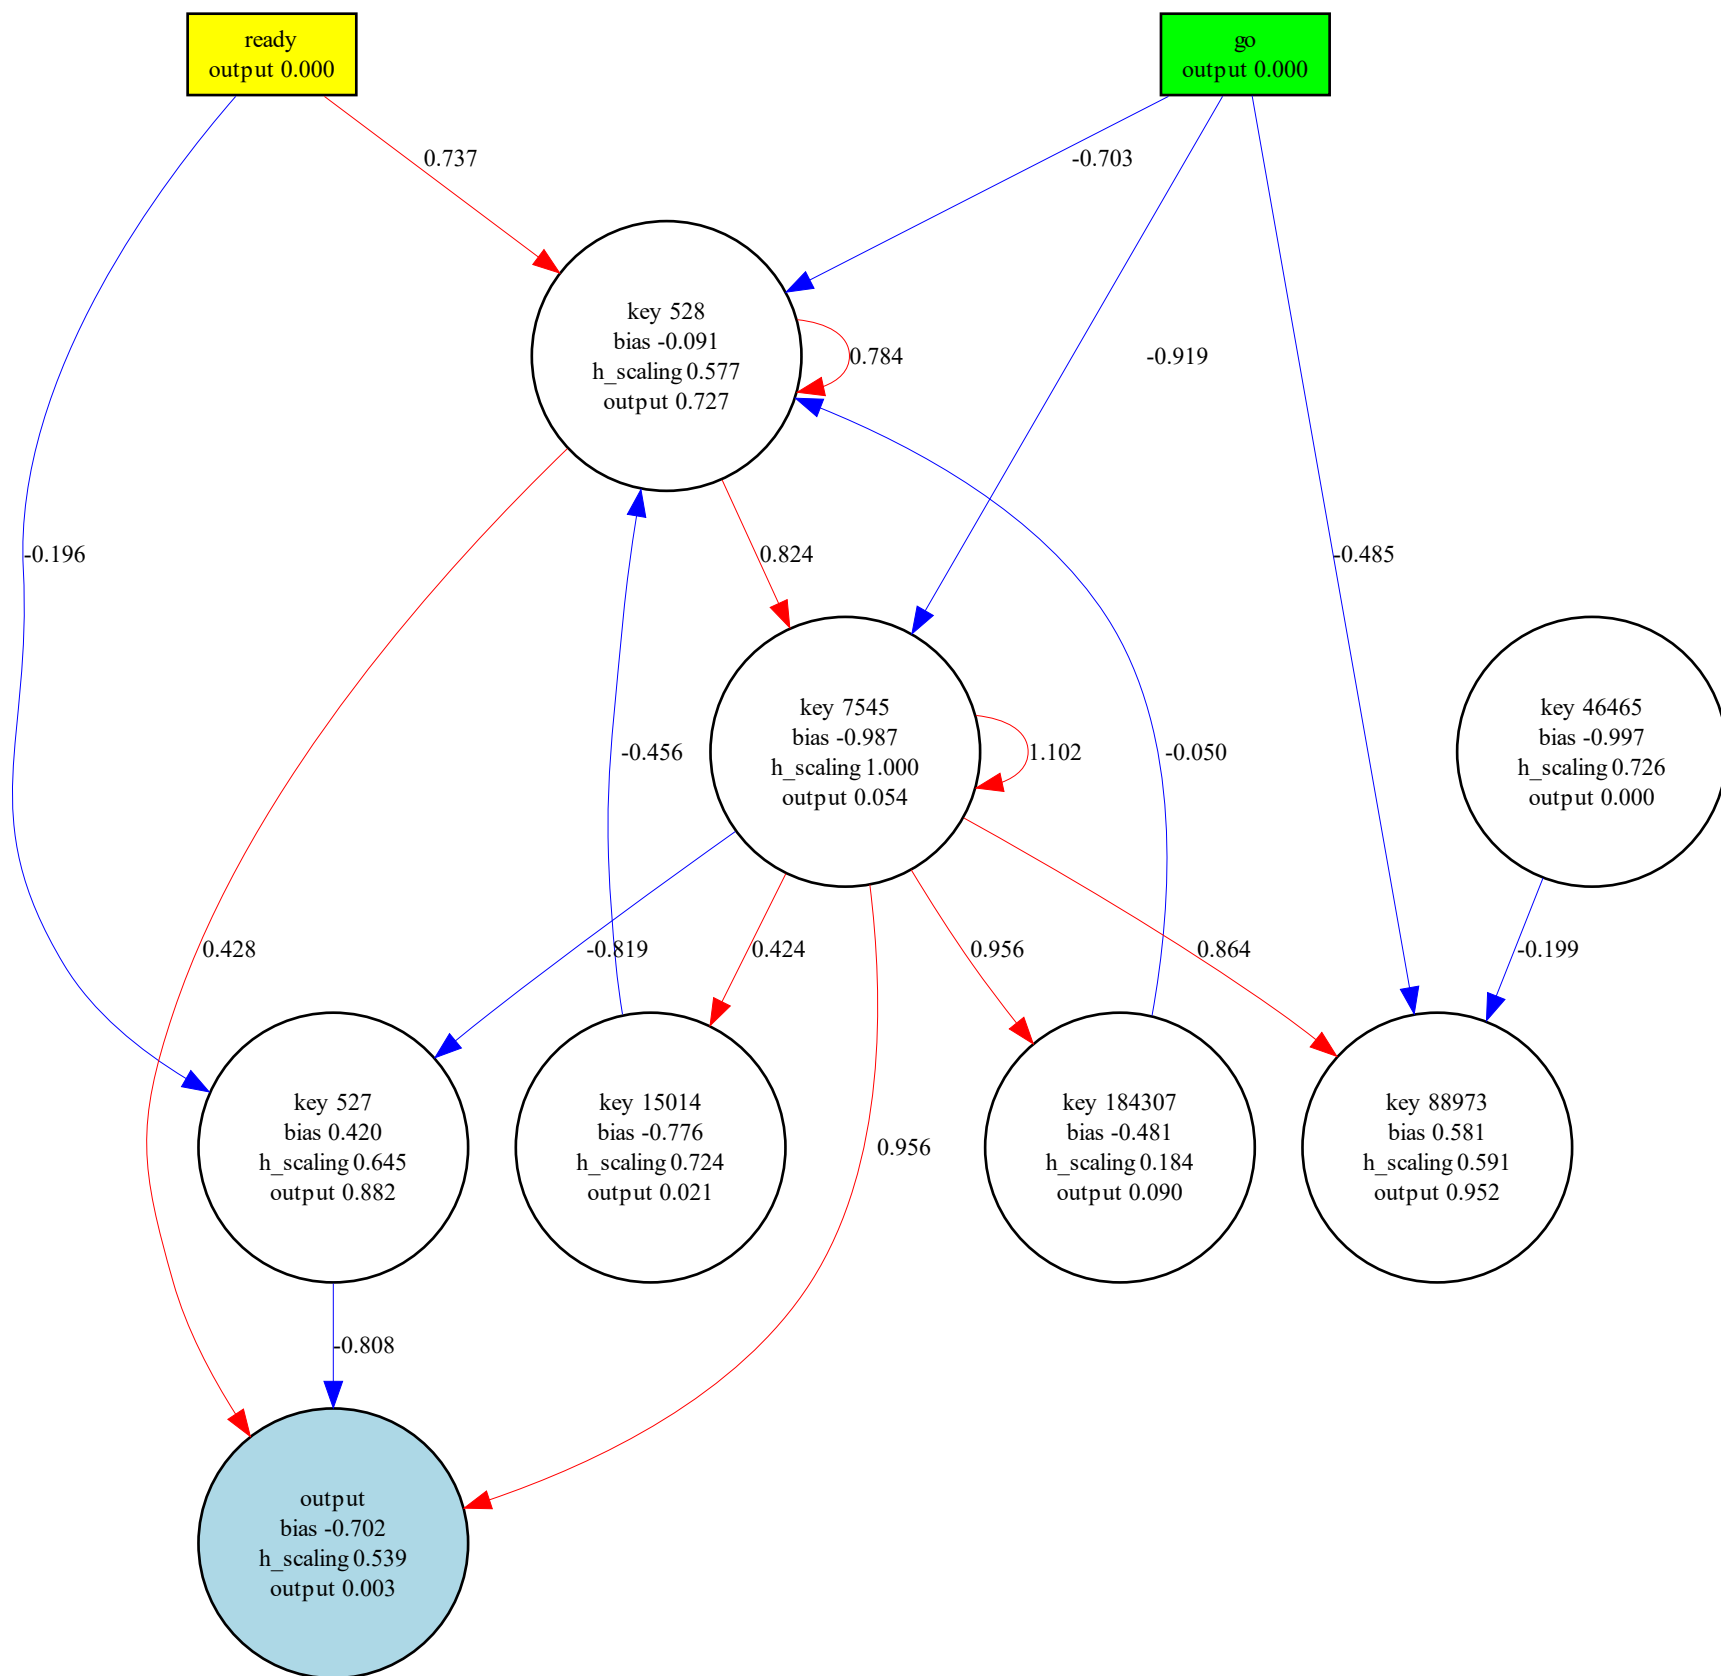 ready
output 0.000
go
output 0.000
0.737
-0.703
key 528
bias -0.091
h_scaling 0.577
output 0.727
0.784
-0.919
-0.196
0.824
-0.485
key 7545
bias -0.987
h_scaling 1.000
output 0.054
1.102
-0.456
-0.050
key 46465
bias -0.997
h_scaling 0.726
output 0.000
0.428
-0.819
0.424
0.956
0.864
-0.199
key 527
bias 0.420
h_scaling 0.645
output 0.882
key 15014
bias -0.776
h_scaling 0.724
output 0.021
0.956
key 184307
bias -0.481
h_scaling 0.184
output 0.090
key 88973
bias 0.581
h_scaling 0.591
output 0.952
-0.808
output
bias -0.702
h_scaling 0.539
output 0.003